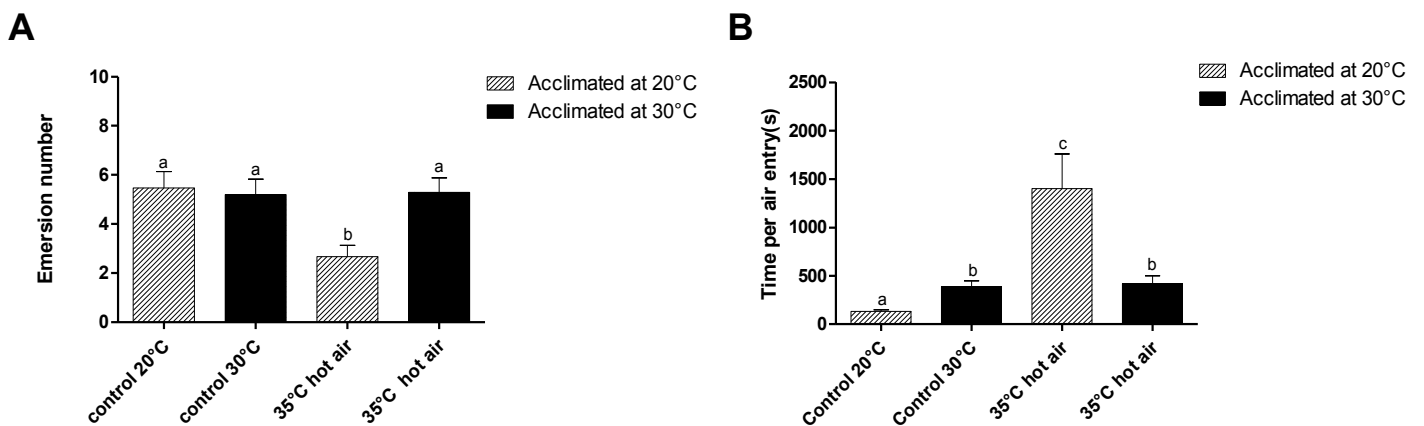 A
Emersion number
10
8
6
4
2
0
a
a
b
a
control 20°C
control 30°C
35°C hot air
35°C hot air
Acclimated at 20°C
Acclimated at 30°C
B
Time per air entry(s)
2500
2000
1500
1000
500
0
a
b
c
b
Control 20°C
Control 30°C
35°C hot air
35°C hot air
Acclimated at 20°C
Acclimated at 30°C